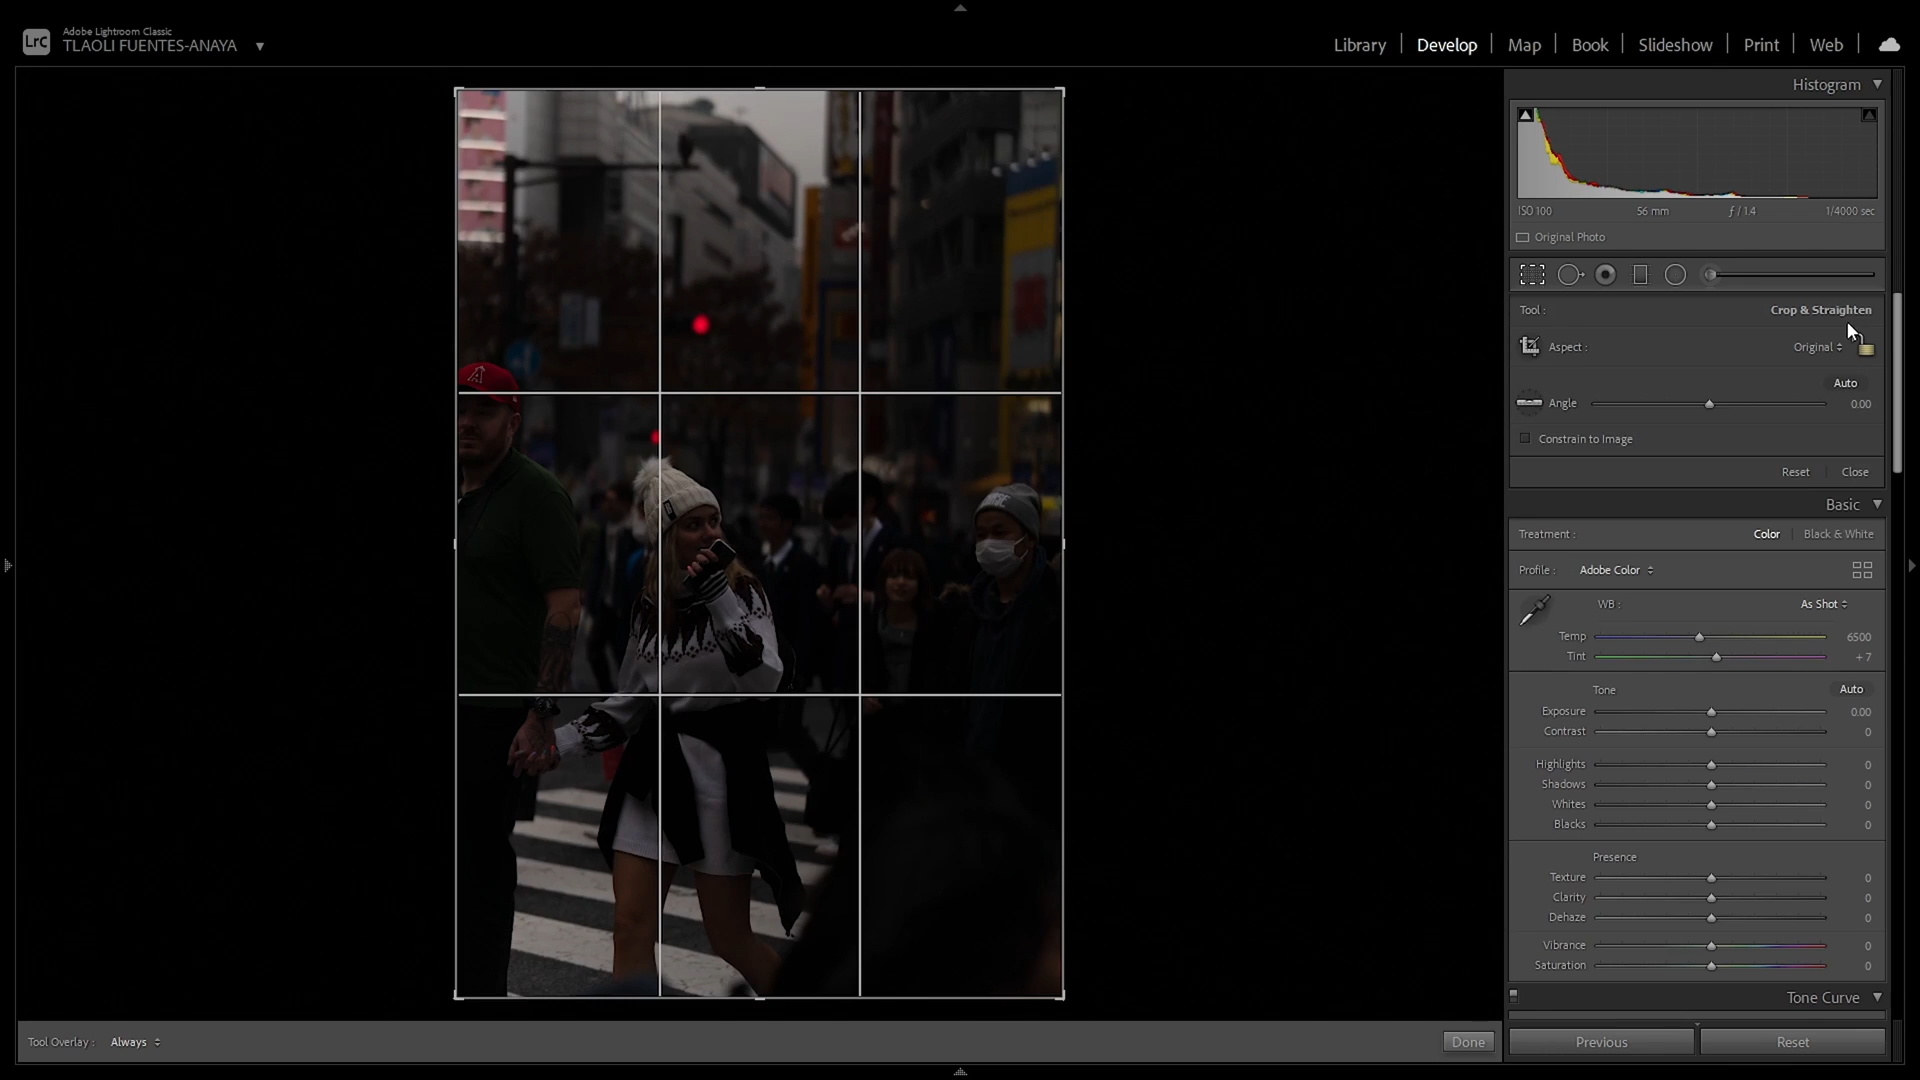 Adobe Lightroom Classic
LrC
TLAOLI FUENTES-ANAYA
Library
Develop
Map
Book
Slideshow
Print
Web
Histogram
ISO 100
56 mm
ƒ / 1.4
1/4000 sec
Original Photo
Tool :
Crop & Straighten
Aspect :
Original
Auto
Angle
0.00
Constrain to Image
Reset
Close
Basic
Treatment :
Color
Black & White
Profile :
Adobe Color
WB :
As Shot
Temp
6500
Tint
+ 7
Tone
Auto
Exposure
0.00
Contrast
0
Highlights
0
Shadows
0
Whites
0
Blacks
0
Presence
Texture
0
Clarity
0
Dehaze
0
Vibrance
0
Saturation
0
Tone Curve
A
Tool Overlay :
Always
Done
Previous
Reset